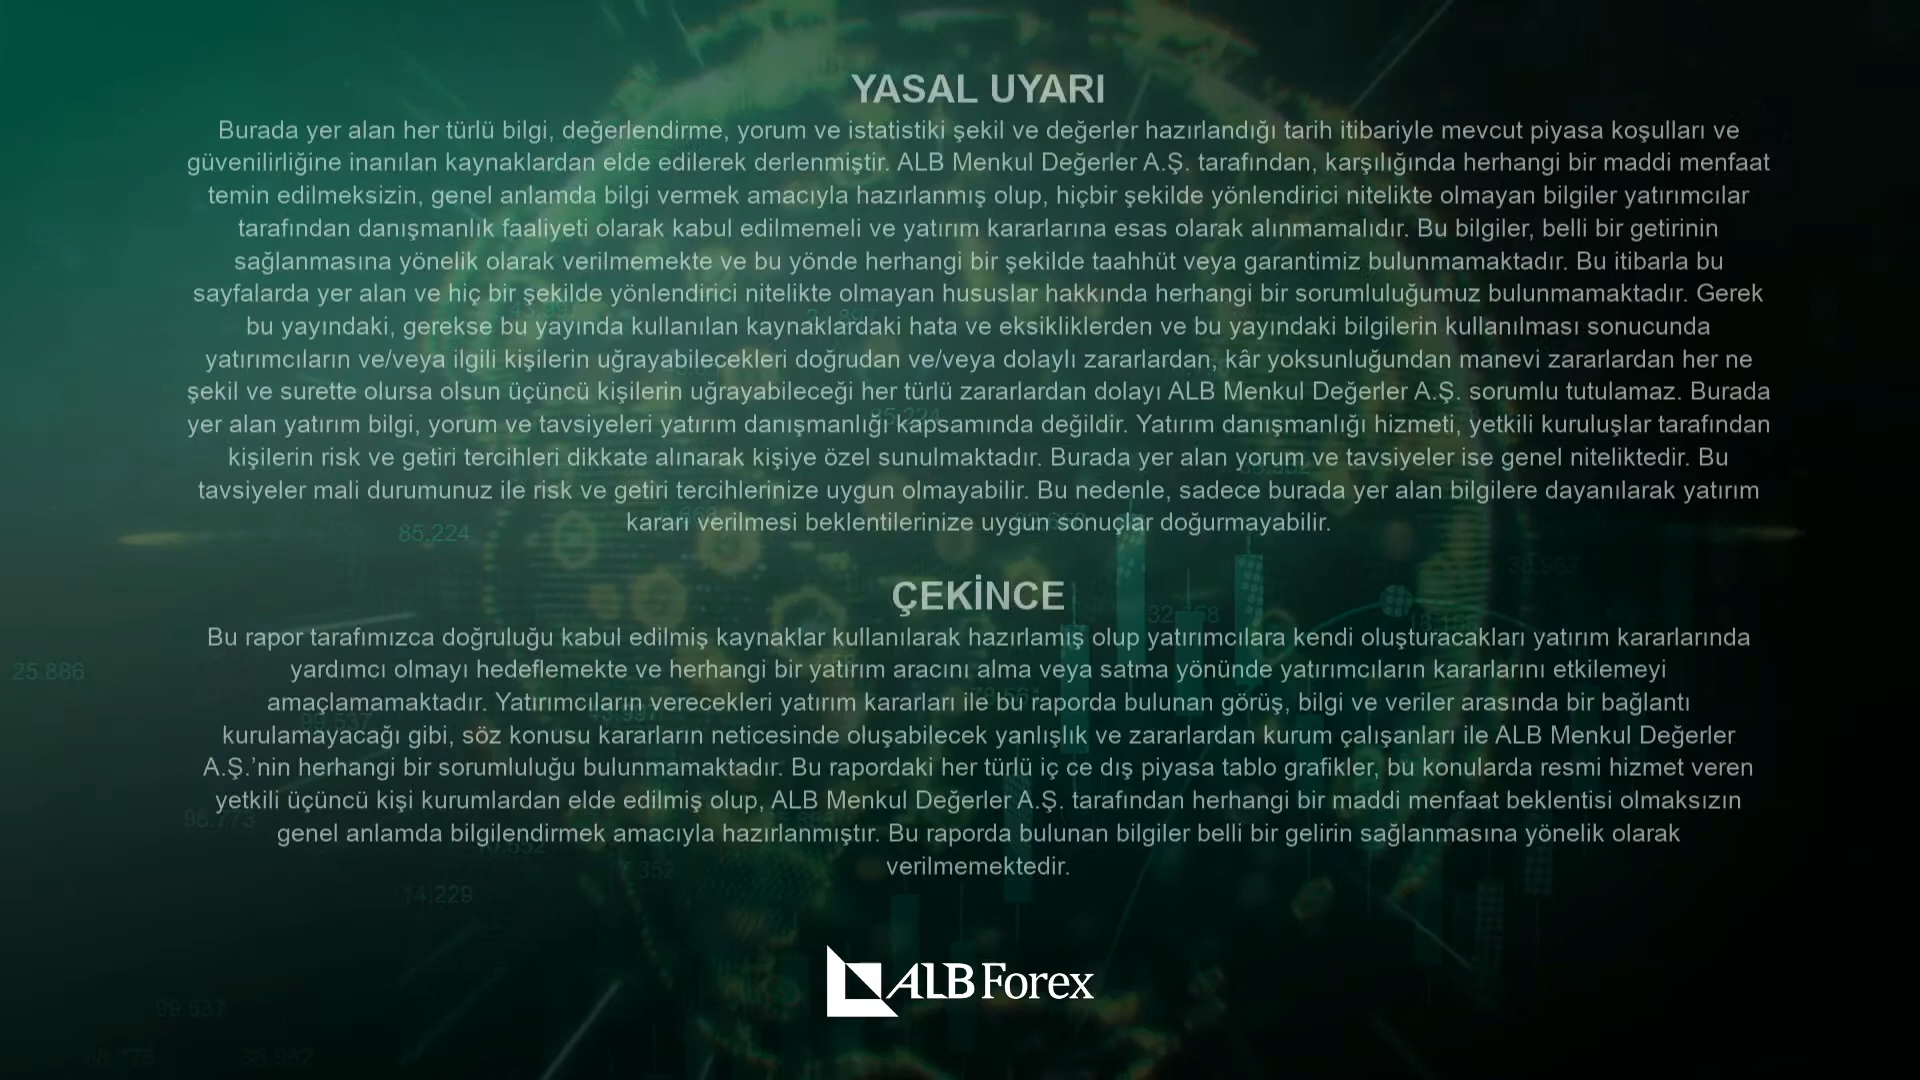 YASAL UYARI
Burada yer alan her türlü bilgi, değerlendirme, yorum ve istatistiki şekil ve değerler hazırlandığı tarih itibariyle mevcut piyasa koşulları ve
güvenilirliğine inanılan kaynaklardan elde edilerek derlenmiştir. ALB Menkul Değerler A.Ş. tarafından, karşılığında herhangi bir maddi menfaat
temin edilmeksizin, genel anlamda bilgi vermek amacıyla hazırlanmış olup, hiçbir şekilde yönlendirici nitelikte olmayan bilgiler yatırımcılar
tarafından danışmanlık faaliyeti olarak kabul edilmemeli ve yatırım kararlarına esas olarak alınmamalıdır. Bu bilgiler, belli bir getirinin
sağlanmasına yönelik olarak verilmemekte ve bu yönde herhangi bir şekilde taahhüt veya garantimiz bulunmamaktadır. Bu itibarla bu
sayfalarda yer alan ve hiç bir şekilde yönlendirici nitelikte olmayan hususlar hakkında herhangi bir sorumluluğumuz bulunmamaktadır. Gerek
bu yayındaki, gerekse bu yayında kullanılan kaynaklardaki hata ve eksikliklerden ve bu yayındaki bilgilerin kullanılması sonucunda
yatırımcıların ve/veya ilgili kişilerin uğrayabilecekleri doğrudan ve/veya dolaylı zararlardan, kâr yoksunluğundan manevi zararlardan her ne
şekil ve surette olursa olsun üçüncü kişilerin uğrayabileceği her türlü zararlardan dolayı ALB Menkul Değerler A.Ş. sorumlu tutulamaz. Burada
yer alan yatırım bilgi, yorum ve tavsiyeleri yatırım danışmanlığı kapsamında değildir. Yatırım danışmanlığı hizmeti, yetkili kuruluşlar tarafından
kişilerin risk ve getiri tercihleri dikkate alınarak kişiye özel sunulmaktadır. Burada yer alan yorum ve tavsiyeler ise genel niteliktedir. Bu
tavsiyeler mali durumunuz ile risk ve getiri tercihlerinize uygun olmayabilir. Bu nedenle, sadece burada yer alan bilgilere dayanılarak yatırım
kararı verilmesi beklentilerinize uygun sonuçlar doğurmayabilir.
85.224
ÇEKİNCE
Bu rapor tarafımızca doğruluğu kabul edilmiş kaynaklar kullanılarak hazırlamış olup yatırımcılara kendi oluşturacakları yatırım kararlarında
yardımcı olmayı hedeflemekte ve herhangi bir yatırım aracını alma veya satma yönünde yatırımcıların kararlarını etkilemeyi
25.886
amaçlamamaktadır. Yatırımcıların verecekleri yatırım kararları ile bu raporda bulunan görüş, bilgi ve veriler arasında bir bağlantı
kurulamayacağı gibi, söz konusu kararların neticesinde oluşabilecek yanlışlık ve zararlardan kurum çalışanları ile ALB Menkul Değerler
A.Ş.’nin herhangi bir sorumluluğu bulunmamaktadır. Bu rapordaki her türlü iç ce dış piyasa tablo grafikler, bu konularda resmi hizmet veren
yetkili üçüncü kişi kurumlardan elde edilmiş olup, ALB Menkul Değerler A.Ş. tarafından herhangi bir maddi menfaat beklentisi olmaksızın
genel anlamda bilgilendirmek amacıyla hazırlanmıştır. Bu raporda bulunan bilgiler belli bir gelirin sağlanmasına yönelik olarak
verilmemektedir.
14.229
ALB Forex
99.537